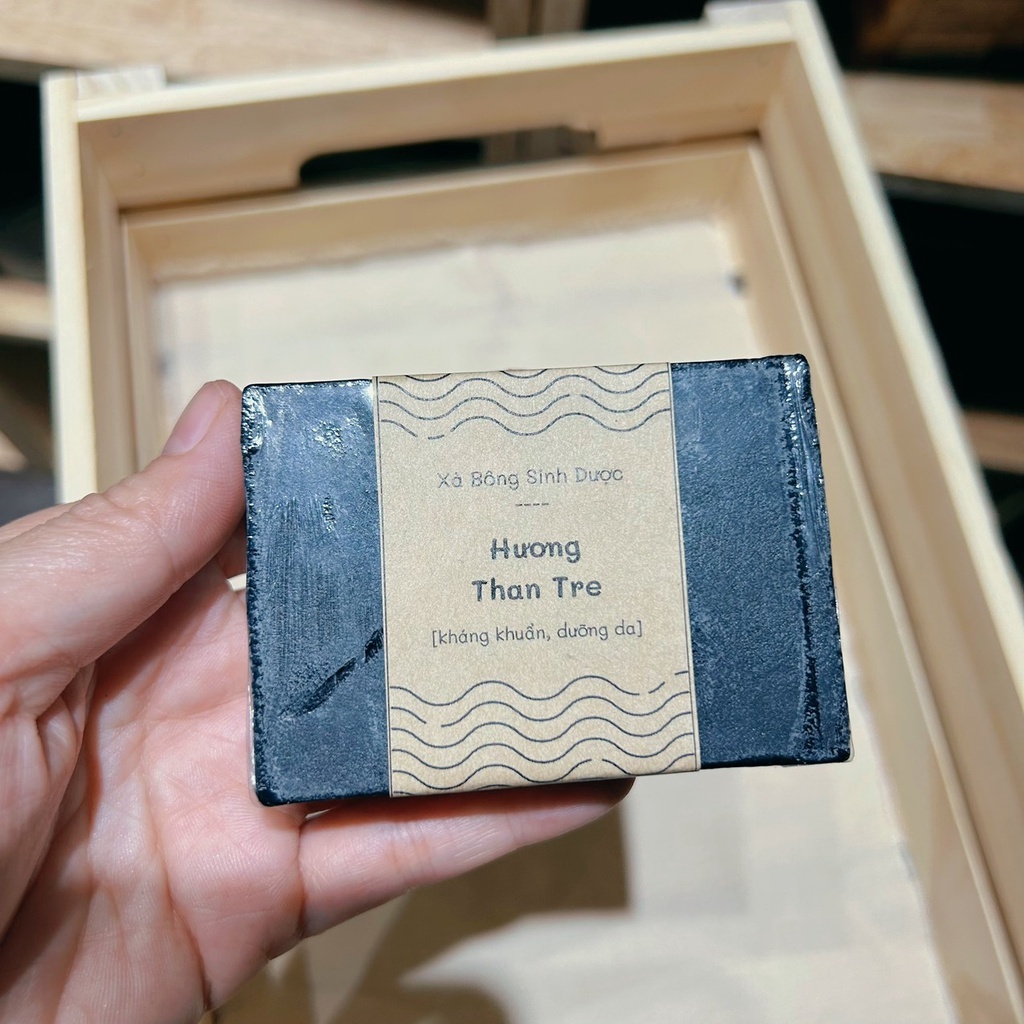 Xà Bông Sinh Dược
----
Hương
Than Tre
[kháng khuẩn, dưỡng da]